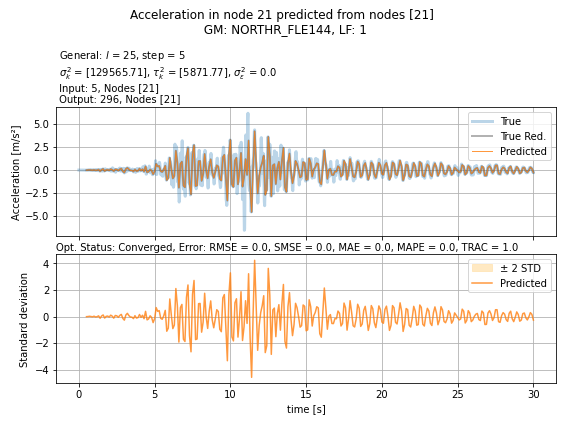 Acceleration in node 21 predicted from nodes [21]
GM: NORTHR_FLE144, LF: 1
General: l = 25, step = 5
σ²ₖ = [129565.71], τ²ₖ = [5871.77], σ²ε = 0.0
Input: 5, Nodes [21]
Output: 296, Nodes [21]
Acceleration [m/s²]
5.0
2.5
0.0
−2.5
−5.0
True
True Red.
Predicted
Opt. Status: Converged, Error: RMSE = 0.0, SMSE = 0.0, MAE = 0.0, MAPE = 0.0, TRAC = 1.0
Standard deviation
4
2
0
−2
−4
± 2 STD
Predicted
0 5 10 15 20 25 30
time [s]